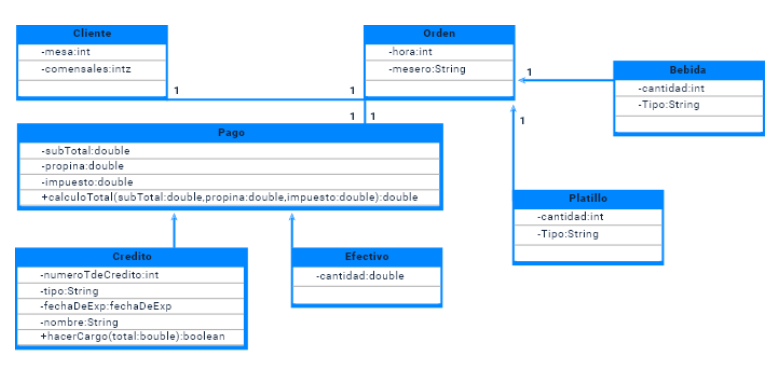 Cliente
-mesa:int
-comensales:intz
Orden
-hora:int
-mesero:String
Bebida
-cantidad:int
-Tipo:String
1
1
1
1
1
1
Pago
-subTotal:double
-propina:double
-impuesto:double
+calculoTotal(subTotal:double,propina:double,impuesto:double):double
Platillo
-cantidad:int
-Tipo:String
Credito
-numeroTdeCredito:int
-tipo:String
-fechaDeExp:fechaDeExp
-nombre:String
+hacerCargo(total:bouble):boolean
Efectivo
-cantidad:double